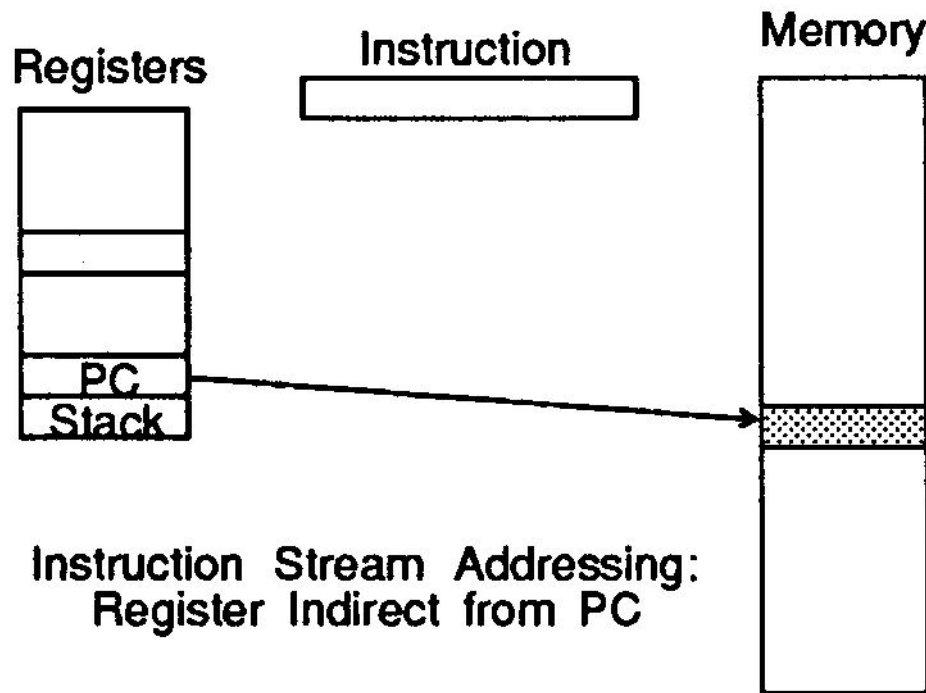 Registers
Instruction
Memory
PC
Stack
Instruction Stream Addressing:
Register Indirect from PC